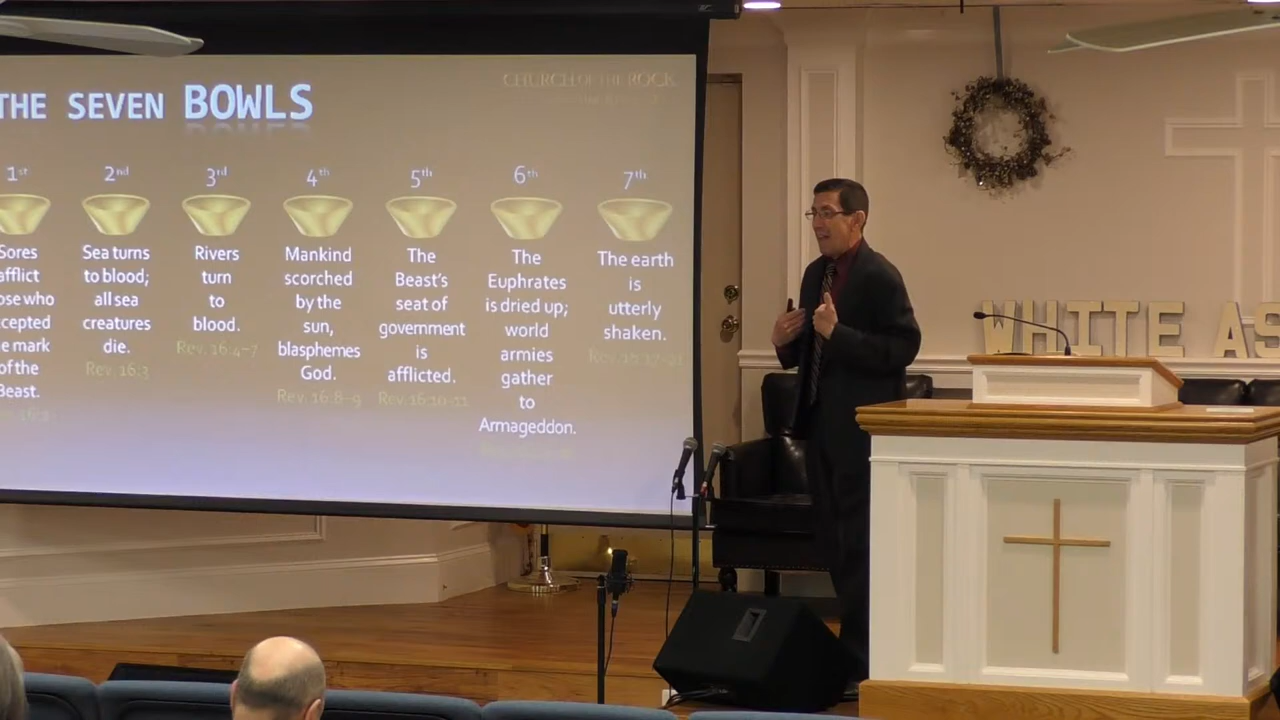 THE SEVEN BOWLS
CHURCH OF THE ROCK
1st
2nd
3rd
4th
5th
6th
7th
Sores
afflict
ose who
cepted
e mark
of the
Beast.
Sea turns
to blood;
all sea
creatures
die.
Rev. 16:3
Rivers
turn
to
blood.
Rev. 16:4-7
Mankind
scorched
by the
sun,
blasphemes
God.
Rev. 16:8-9
The
Beast's
seat of
government
is
afflicted.
Rev. 16:10-11
The
Euphrates
is dried up;
world
armies
gather
to
Armageddon.
The earth
is
utterly
shaken.
WHITE AS